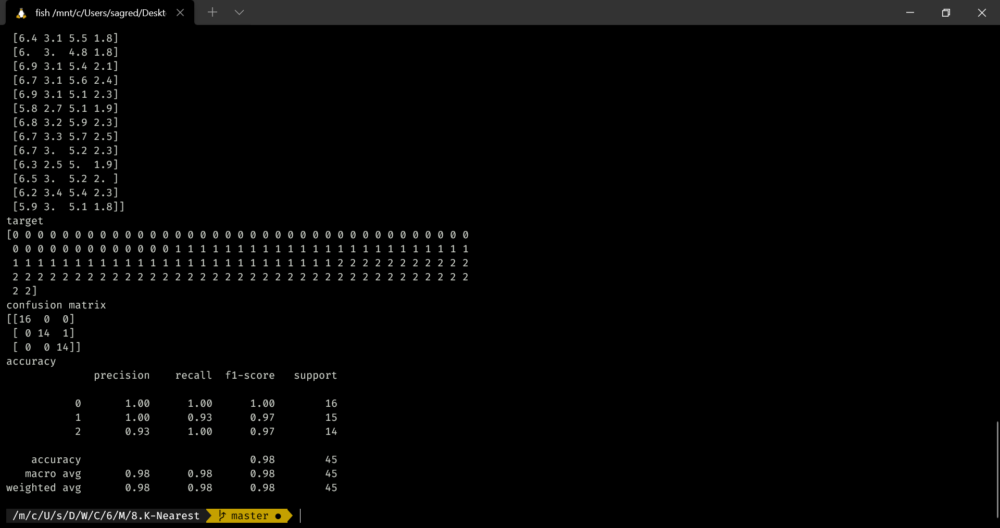 fish /mnt/c/Users/sagred/Deskt
[6.4 3.1 5.5 1.8]
[6.  3.  4.8 1.8]
[6.9 3.1 5.4 2.1]
[6.7 3.1 5.6 2.4]
[6.9 3.1 5.1 2.3]
[5.8 2.7 5.1 1.9]
[6.8 3.2 5.9 2.3]
[6.7 3.3 5.7 2.5]
[6.7 3.  5.2 2.3]
[6.3 2.5 5.  1.9]
[6.5 3.  5.2 2. ]
[6.2 3.4 5.4 2.3]
[5.9 3.  5.1 1.8]]
target
[0 0 0 0 0 0 0 0 0 0 0 0 0 0 0 0 0 0 0 0 0 0 0 0 0 0 0 0 0 0 0 0 0 0 0 0 0
0 0 0 0 0 0 0 0 0 0 0 0 0 1 1 1 1 1 1 1 1 1 1 1 1 1 1 1 1 1 1 1 1 1 1 1 1
1 1 1 1 1 1 1 1 1 1 1 1 1 1 1 1 1 1 1 1 1 1 1 1 1 1 2 2 2 2 2 2 2 2 2 2 2
2 2 2 2 2 2 2 2 2 2 2 2 2 2 2 2 2 2 2 2 2 2 2 2 2 2 2 2 2 2 2 2 2 2 2 2 2
2 2]
confusion matrix
[[16  0  0]
[ 0 14  1]
[ 0  0 14]]
accuracy
precision    recall  f1-score   support
0       1.00      1.00      1.00        16
1       1.00      0.93      0.97        15
2       0.93      1.00      0.97        14
accuracy                           0.98        45
macro avg       0.98      0.98      0.98        45
weighted avg       0.98      0.98      0.98        45
/m/c/U/s/D/W/C/6/M/8.K-Nearest master ●